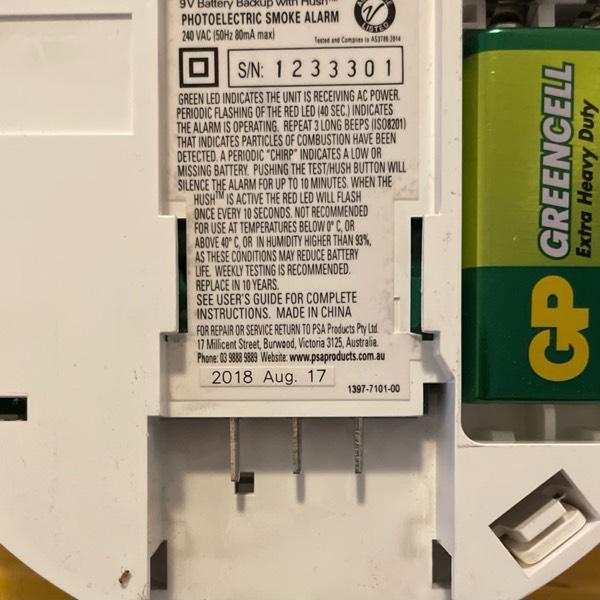 9V Battery Backup with Hush™
PHOTOELECTRIC SMOKE ALARM
240 VAC (50Hz 80mA max)
Tested and Complies to AS3786:2014
LISTED
S/N: 1233301
GREEN LED INDICATES THE UNIT IS RECEIVING AC POWER.
PERIODIC FLASHING OF THE RED LED (40 SEC.) INDICATES
THE ALARM IS OPERATING. REPEAT 3 LONG BEEPS (ISO8201)
THAT INDICATES PARTICLES OF COMBUSTION HAVE BEEN
DETECTED. A PERIODIC "CHIRP" INDICATES A LOW OR
MISSING BATTERY. PUSHING THE TEST/HUSH BUTTON WILL
SILENCE THE ALARM FOR UP TO 10 MINUTES. WHEN THE
HUSH™ IS ACTIVE THE RED LED WILL FLASH
ONCE EVERY 10 SECONDS. NOT RECOMMENDED
FOR USE AT TEMPERATURES BELOW 0° C, OR
ABOVE 40° C, OR IN HUMIDITY HIGHER THAN 93%,
AS THESE CONDITIONS MAY REDUCE BATTERY
LIFE. WEEKLY TESTING IS RECOMMENDED.
REPLACE IN 10 YEARS.
SEE USER'S GUIDE FOR COMPLETE
INSTRUCTIONS. MADE IN CHINA
FOR REPAIR OR SERVICE RETURN TO PSA Products Pty Ltd.
17 Millicent Street, Burwood, Victoria 3125, Australia.
Phone: 03 9888 9889 Website: www.psaproducts.com.au
2018 Aug. 17
1397-7101-00
GP GREENCELL
Extra Heavy Duty